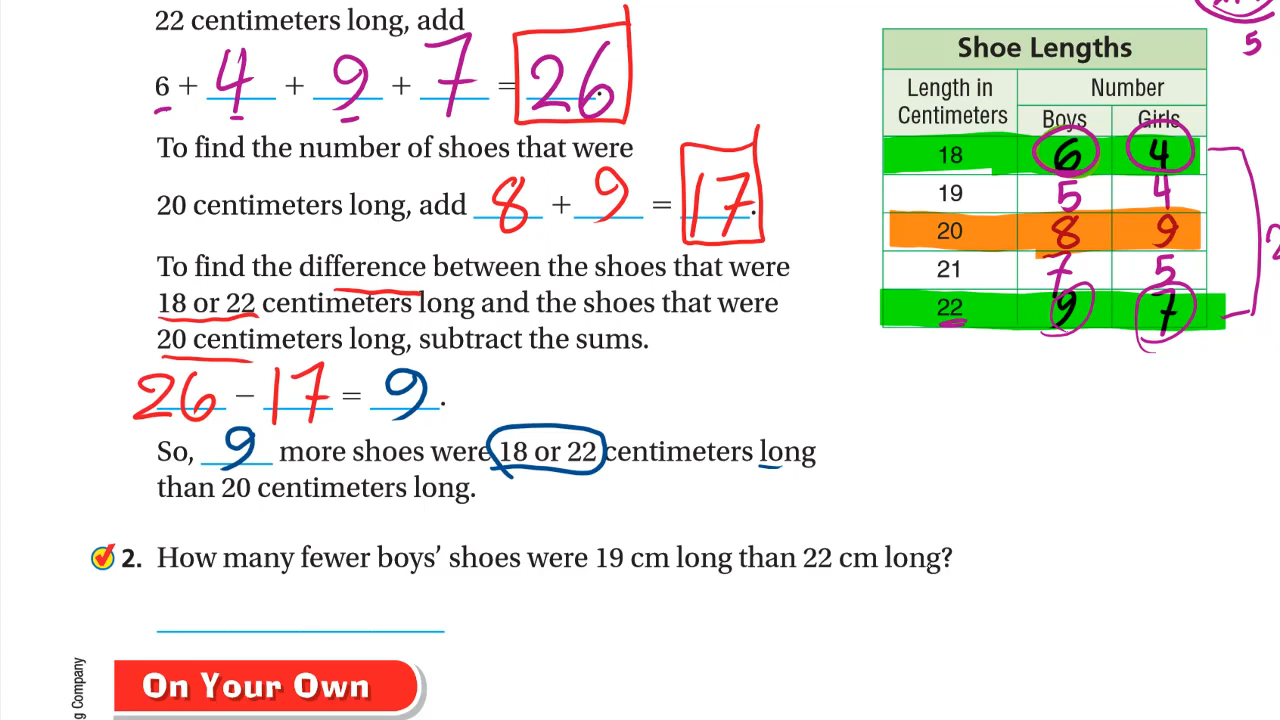 22 centimeters long, add
6 + 4 + 9 + 7 = 26.
To find the number of shoes that were
20 centimeters long, add 8 + 9 = 17.
To find the difference between the shoes that were
18 or 22 centimeters long and the shoes that were
20 centimeters long, subtract the sums.
26 − 17 = 9.
So, 9 more shoes were 18 or 22 centimeters long
than 20 centimeters long.
2. How many fewer boys’ shoes were 19 cm long than 22 cm long?
On Your Own
g Company
5
Shoe Lengths
Length in Centimeters Number
Boys Girls
18 6 4
19 5 4
20 8 9
21 7 5
22 9 7